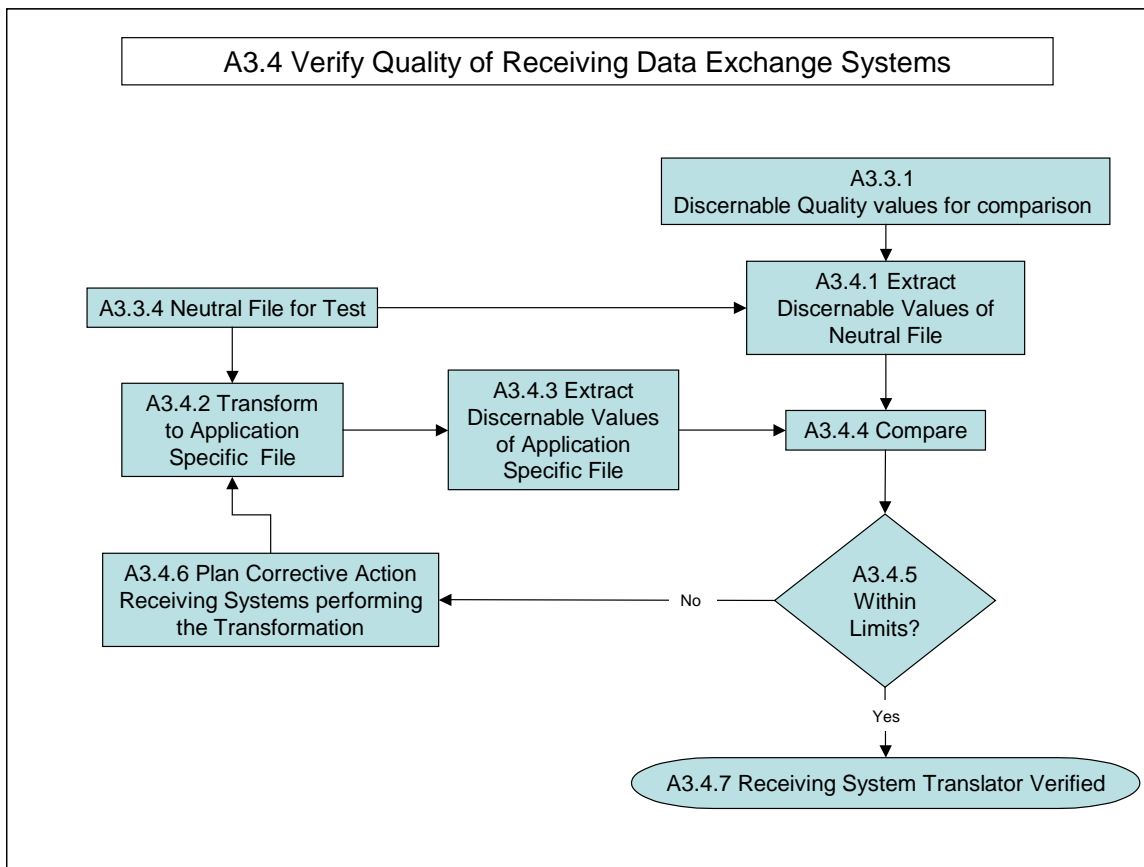 A3.4 Verify Quality of Receiving Data Exchange Systems
A3.3.1
Discernable Quality values for comparison
A3.3.4 Neutral File for Test
A3.4.1 Extract
Discernable Values of
Neutral File
A3.4.2 Transform
to Application
Specific File
A3.4.3 Extract
Discernable Values
of Application
Specific File
A3.4.4 Compare
A3.4.6 Plan Corrective Action
Receiving Systems performing
the Transformation
No
A3.4.5
Within
Limits?
Yes
A3.4.7 Receiving System Translator Verified